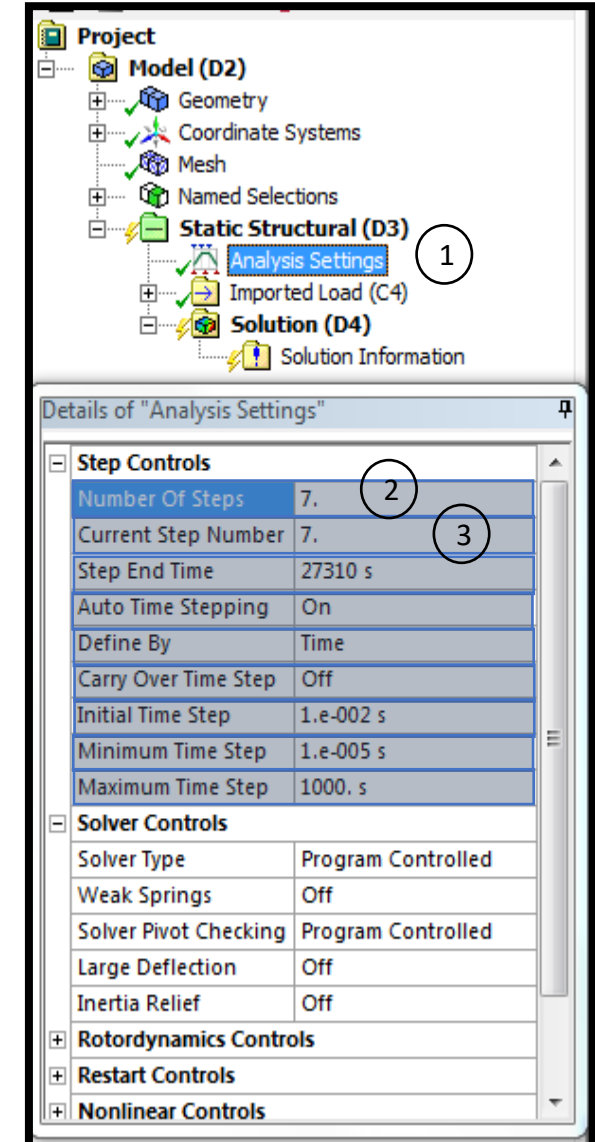 Project
Model (D2)
Geometry
Coordinate Systems
Mesh
Named Selections
Static Structural (D3)
Analysis Settings 1
Imported Load (C4)
Solution (D4)
Solution Information
Details of "Analysis Settings"
Step Controls
Number Of Steps 7. 2
Current Step Number 7. 3
Step End Time 27310 s
Auto Time Stepping On
Define By Time
Carry Over Time Step Off
Initial Time Step 1.e-002 s
Minimum Time Step 1.e-005 s
Maximum Time Step 1000. s
Solver Controls
Solver Type Program Controlled
Weak Springs Off
Solver Pivot Checking Program Controlled
Large Deflection Off
Inertia Relief Off
Rotordynamics Controls
Restart Controls
Nonlinear Controls